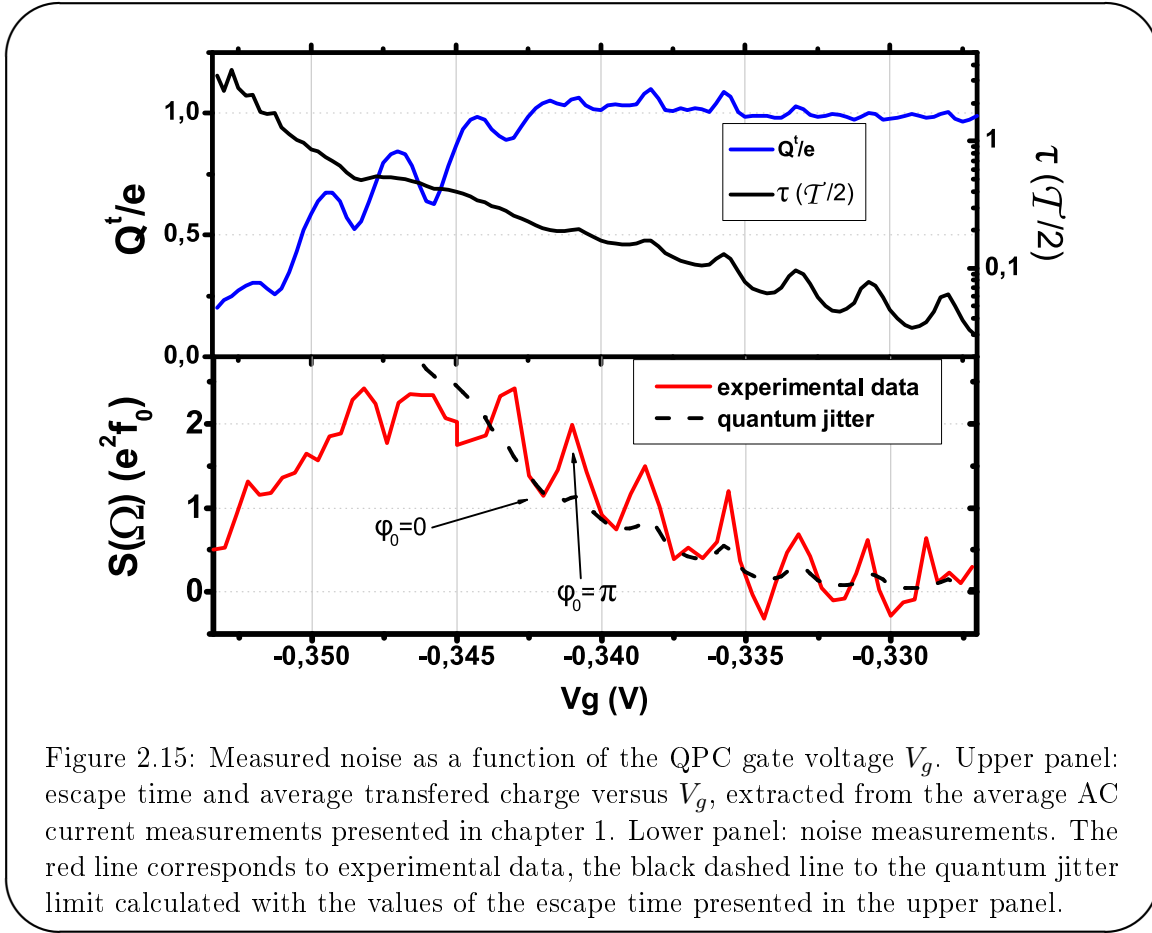 1,0
0,5
0,0
Qᵗ/e
Qᵗ/e
τ (𝒯/2)
1
0,1
τ (𝒯/2)
experimental data
quantum jitter
2
1
0
S(Ω) (e²f₀)
φ₀=0
φ₀=π
-0,350 -0,345 -0,340 -0,335 -0,330
Vg (V)
Figure 2.15: Measured noise as a function of the QPC gate voltage V_g. Upper panel:
escape time and average transfered charge versus V_g, extracted from the average AC
current measurements presented in chapter 1. Lower panel: noise measurements. The
red line corresponds to experimental data, the black dashed line to the quantum jitter
limit calculated with the values of the escape time presented in the upper panel.